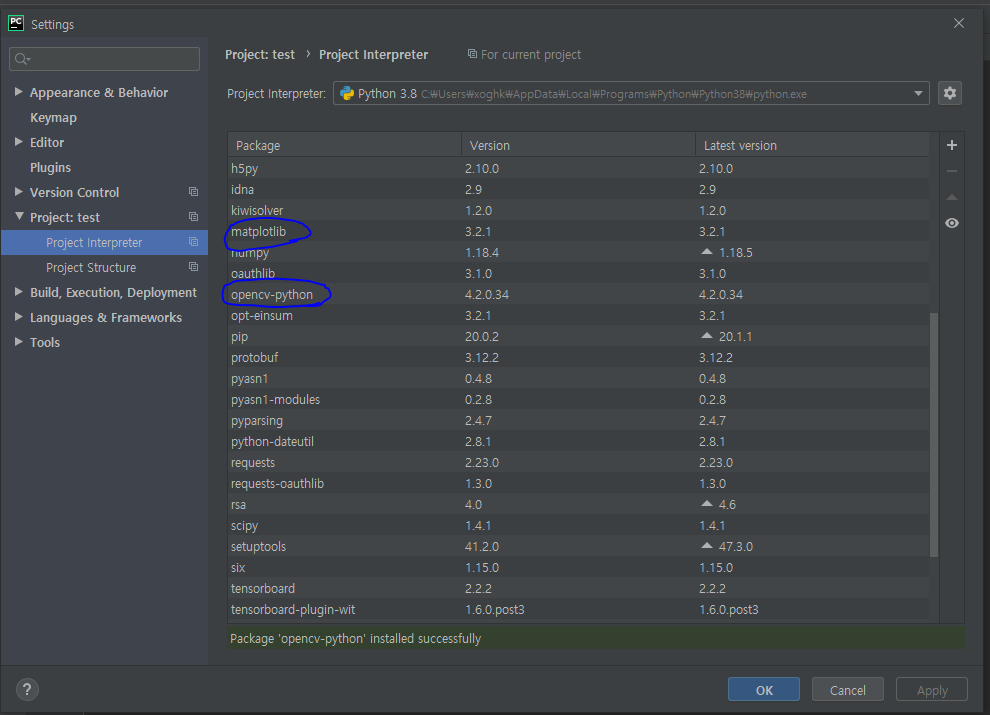 PC Settings
Project: test › Project Interpreter For current project
Appearance & Behavior
Keymap
Editor
Plugins
Version Control
Project: test
Project Interpreter
Project Structure
Build, Execution, Deployment
Languages & Frameworks
Tools
Project Interpreter: Python 3.8 C:₩Users₩xoghk₩AppData₩Local₩Programs₩Python₩Python38₩python.exe
Package Version Latest version
h5py 2.10.0 2.10.0
idna 2.9 2.9
kiwisolver 1.2.0 1.2.0
matplotlib 3.2.1 3.2.1
numpy 1.18.4 1.18.5
oauthlib 3.1.0 3.1.0
opencv-python 4.2.0.34 4.2.0.34
opt-einsum 3.2.1 3.2.1
pip 20.0.2 20.1.1
protobuf 3.12.2 3.12.2
pyasn1 0.4.8 0.4.8
pyasn1-modules 0.2.8 0.2.8
pyparsing 2.4.7 2.4.7
python-dateutil 2.8.1 2.8.1
requests 2.23.0 2.23.0
requests-oauthlib 1.3.0 1.3.0
rsa 4.0 4.6
scipy 1.4.1 1.4.1
setuptools 41.2.0 47.3.0
six 1.15.0 1.15.0
tensorboard 2.2.2 2.2.2
tensorboard-plugin-wit 1.6.0.post3 1.6.0.post3
Package 'opencv-python' installed successfully
? OK Cancel Apply